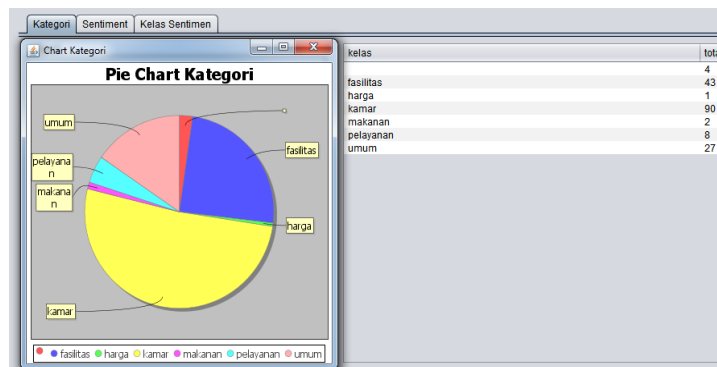 Kategori Sentiment Kelas Sentimen
Chart Kategori
Pie Chart Kategori
umum
fasilitas
pelayana
n
makana
n
harga
kamar
fasilitas harga kamar makanan pelayanan umum
kelas tota
4
fasilitas 43
harga 1
kamar 90
makanan 2
pelayanan 8
umum 27